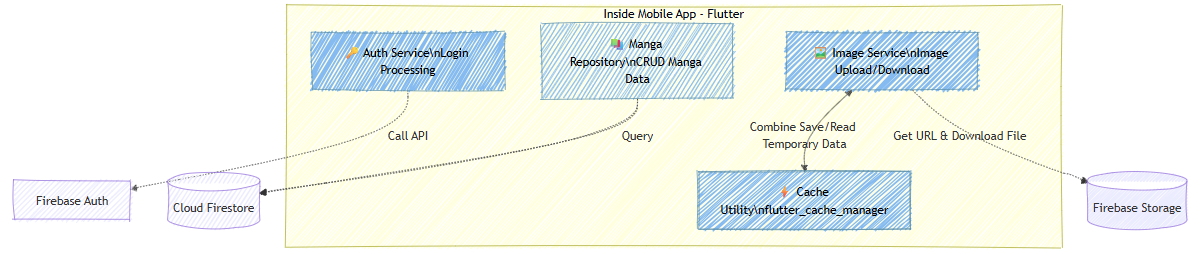 Inside Mobile App - Flutter
🔑 Auth Service\nLogin
Processing
📚 Manga
Repository\nCRUD Manga
Data
🖼️ Image Service\nImage
Upload/Download
Call API
Query
Combine Save/Read
Temporary Data
Get URL & Download File
Firebase Auth
Cloud Firestore
Cache
Utility\nflutter_cache_manager
Firebase Storage